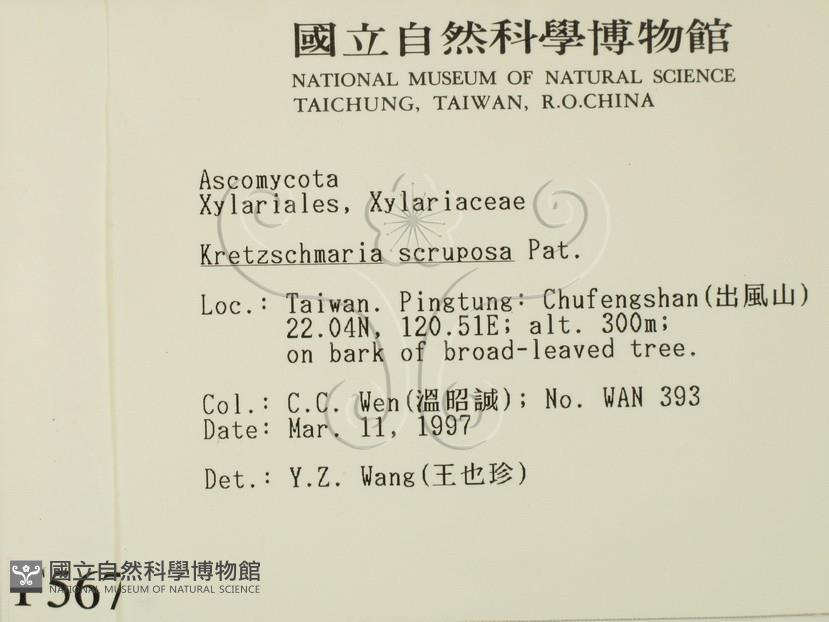 國立自然科學博物館
NATIONAL MUSEUM OF NATURAL SCIENCE
TAICHUNG, TAIWAN, R.O.CHINA
Ascomycota
Xylariales, Xylariaceae
Kretzschmaria scruposa Pat.
Loc.: Taiwan. Pingtung: Chufengshan(出風山)
22.04N, 120.51E; alt. 300m;
on bark of broad-leaved tree.
Col.: C.C. Wen(溫昭誠); No. WAN 393
Date: Mar. 11, 1997
Det.: Y.Z. Wang(王也珍)
國立自然科學博物館
NATIONAL MUSEUM OF NATURAL SCIENCE